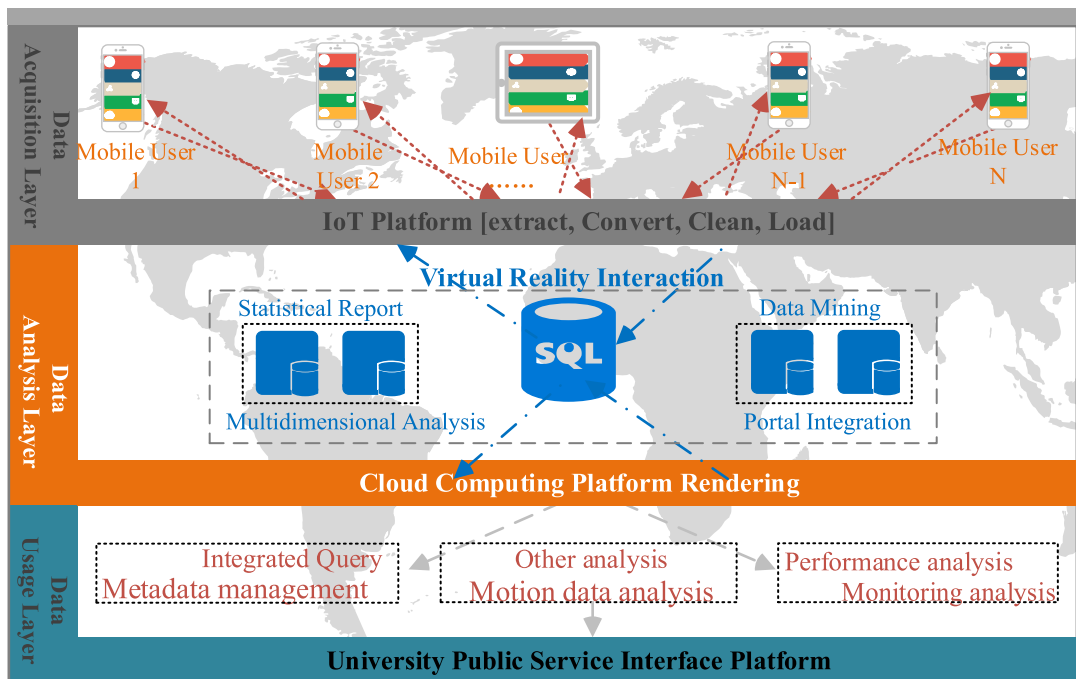 Data
Acquisition Layer
Mobile User
1
Mobile
User 2
Mobile User
......
Mobile User
N-1
Mobile User
N
IoT Platform [extract, Convert, Clean, Load]
Data
Analysis Layer
Virtual Reality Interaction
Statistical Report
Data Mining
SQL
Multidimensional Analysis
Portal Integration
Cloud Computing Platform Rendering
Data
Usage Layer
Integrated Query
Metadata management
Other analysis
Motion data analysis
Performance analysis
Monitoring analysis
University Public Service Interface Platform